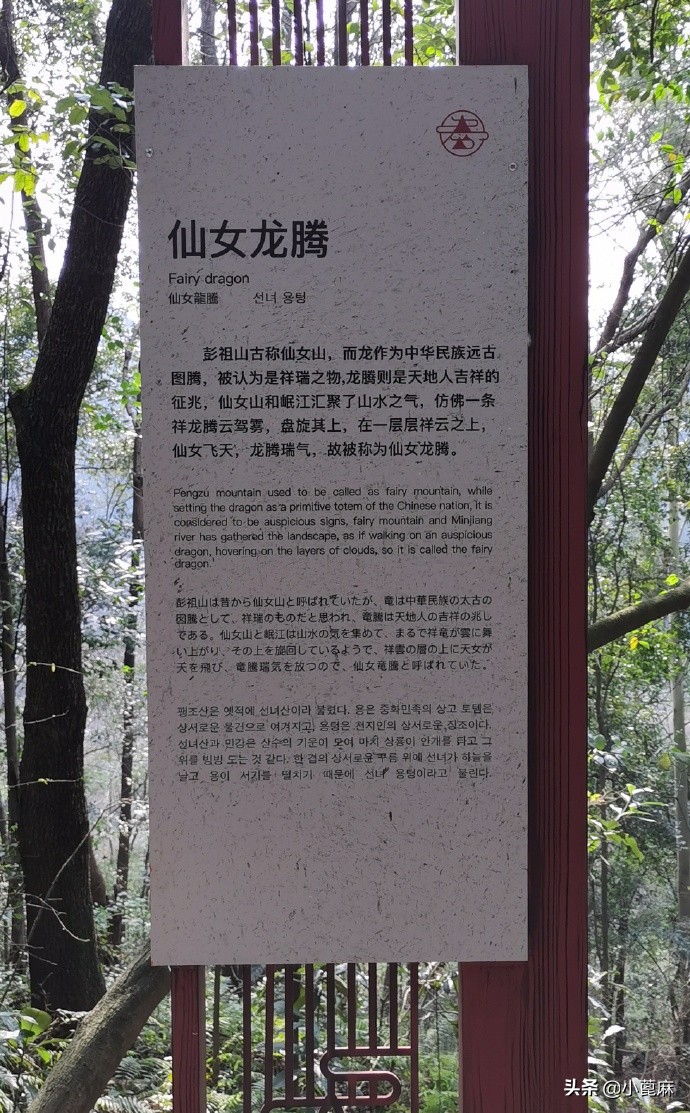 仙女龙腾
Fairy dragon
仙女龍騰 선녀 용텅
彭祖山古称仙女山，而龙作为中华民族远古
图腾，被认为是祥瑞之物,龙腾则是天地人吉祥的
征兆，仙女山和岷江汇聚了山水之气，仿佛一条
祥龙腾云驾雾，盘旋其上，在一层层祥云之上，
仙女飞天，龙腾瑞气，故被称为仙女龙腾。
Pengzu mountain used to be called as fairy mountain, while
setting the dragon as a primitive totem of the Chinese nation, it is
considered to be auspicious signs, fairy mountain and Minjiang
river has gathered the landscape, as if walking on an auspicious
dragon, hovering on the layers of clouds, so it is called the fairy
dragon.
彭祖山は昔から仙女山と呼ばれていたが、竜は中華民族の太古の
図騰として、祥瑞のものだと思われ、竜騰は天地人の吉祥の兆し
である。仙女山と岷江は山水の気を集めて、まるで祥竜が雲に舞
い上がり、その上を旋回しているようで、祥雲の層の上に天女が
天を飛び、竜騰瑞気を放つので、仙女竜騰と呼ばれていた。
팽조산은 옛적에 선녀산이라 불렸다. 용은 중화민족의 상고 토템은
상서로운 물건으로 여겨지고, 용텅은 천지인의 상서로운 징조이다.
선녀산과 민강은 산수의 기운이 모여 마치 상룡이 안개를 타고 그
위를 빙빙 도는 것 같다. 한 겹의 상서로운 구름 위에 선녀가 하늘을
날고 용이 서기를 떨치기 때문에 선녀 용텅이라고 불린다.
头条 @小蓖麻